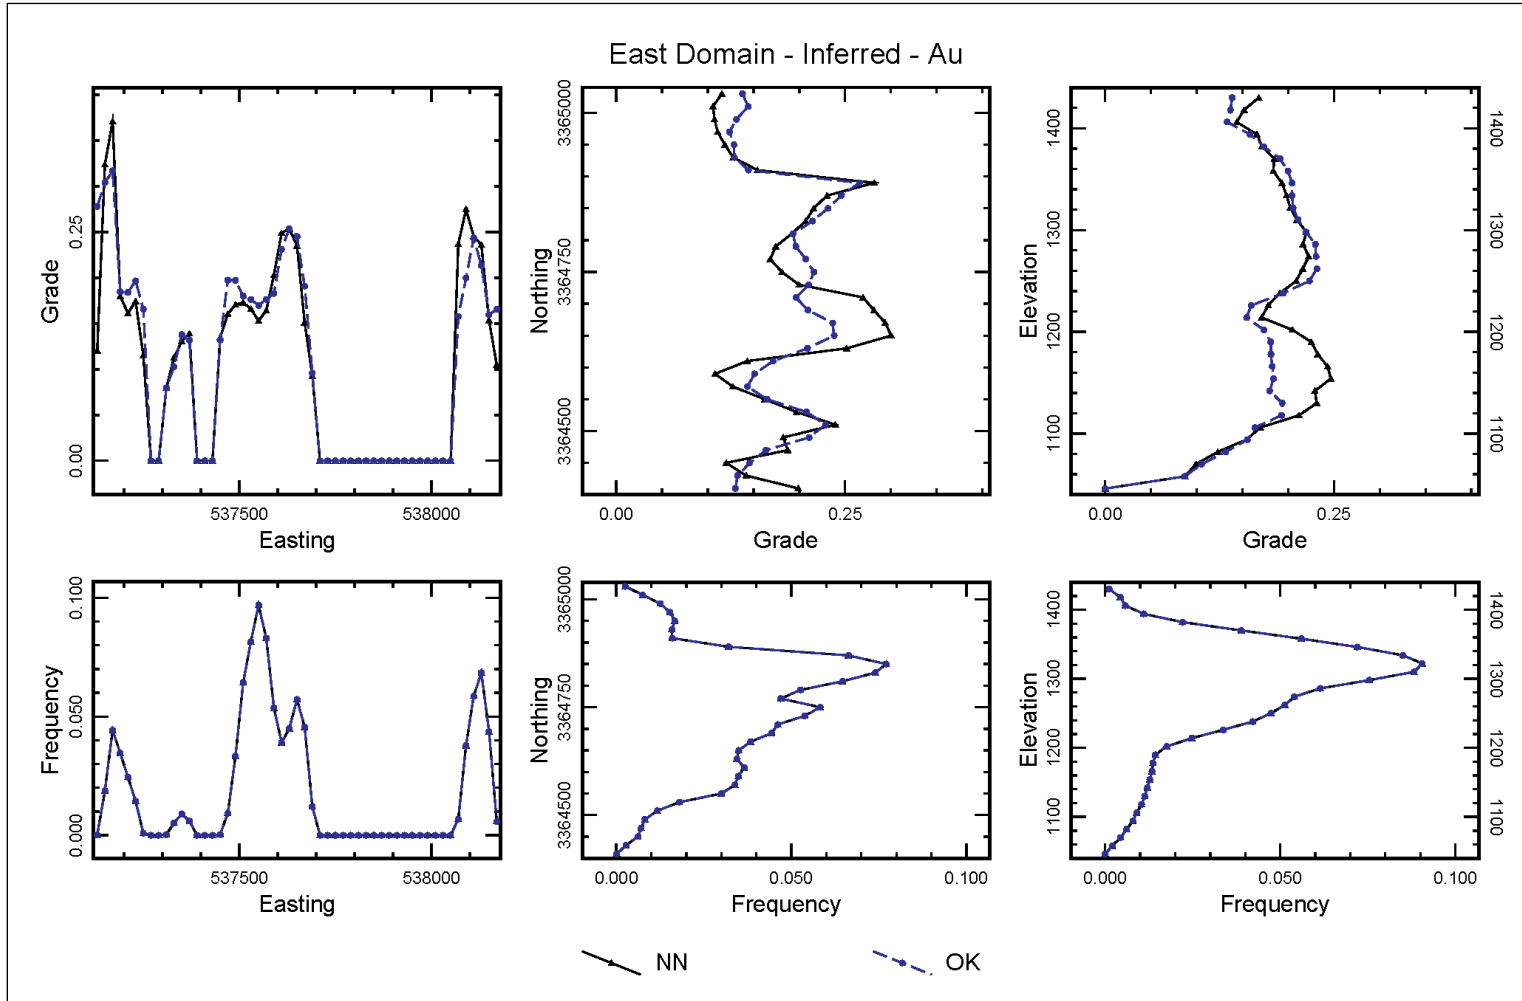 East Domain - Inferred - Au
Grade
0.00
0.25
537500
538000
Easting
Northing
3364500
3364750
3365000
0.00
0.25
Grade
Elevation
1100
1200
1300
1400
1100
1200
1300
1400
0.00
0.25
Grade
Frequency
0.000
0.050
0.100
537500
538000
Easting
Northing
3364500
3364750
3365000
0.000
0.050
0.100
Frequency
Elevation
1100
1200
1300
1400
1100
1200
1300
1400
0.000
0.050
0.100
Frequency
NN
OK